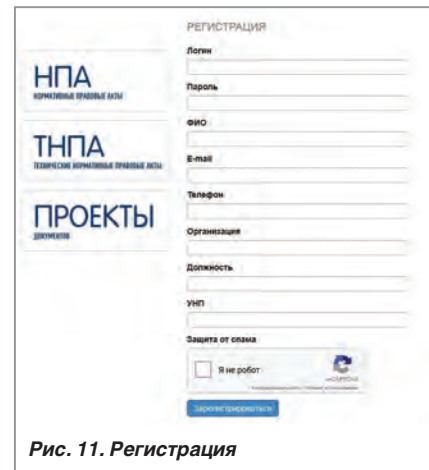 РЕГИСТРАЦИЯ
Логин
Пароль
ФИО
E-mail
Телефон
Организация
Должность
УНП
Защита от спама
Я не робот
reCAPTCHA
Зарегистрироваться
НПА
НОРМАТИВНЫЕ ПРАВОВЫЕ АКТЫ
ТНПА
ТЕХНИЧЕСКИЕ НОРМАТИВНЫЕ ПРАВОВЫЕ АКТЫ
ПРОЕКТЫ
ДОКУМЕНТОВ
Рис. 11. Регистрация